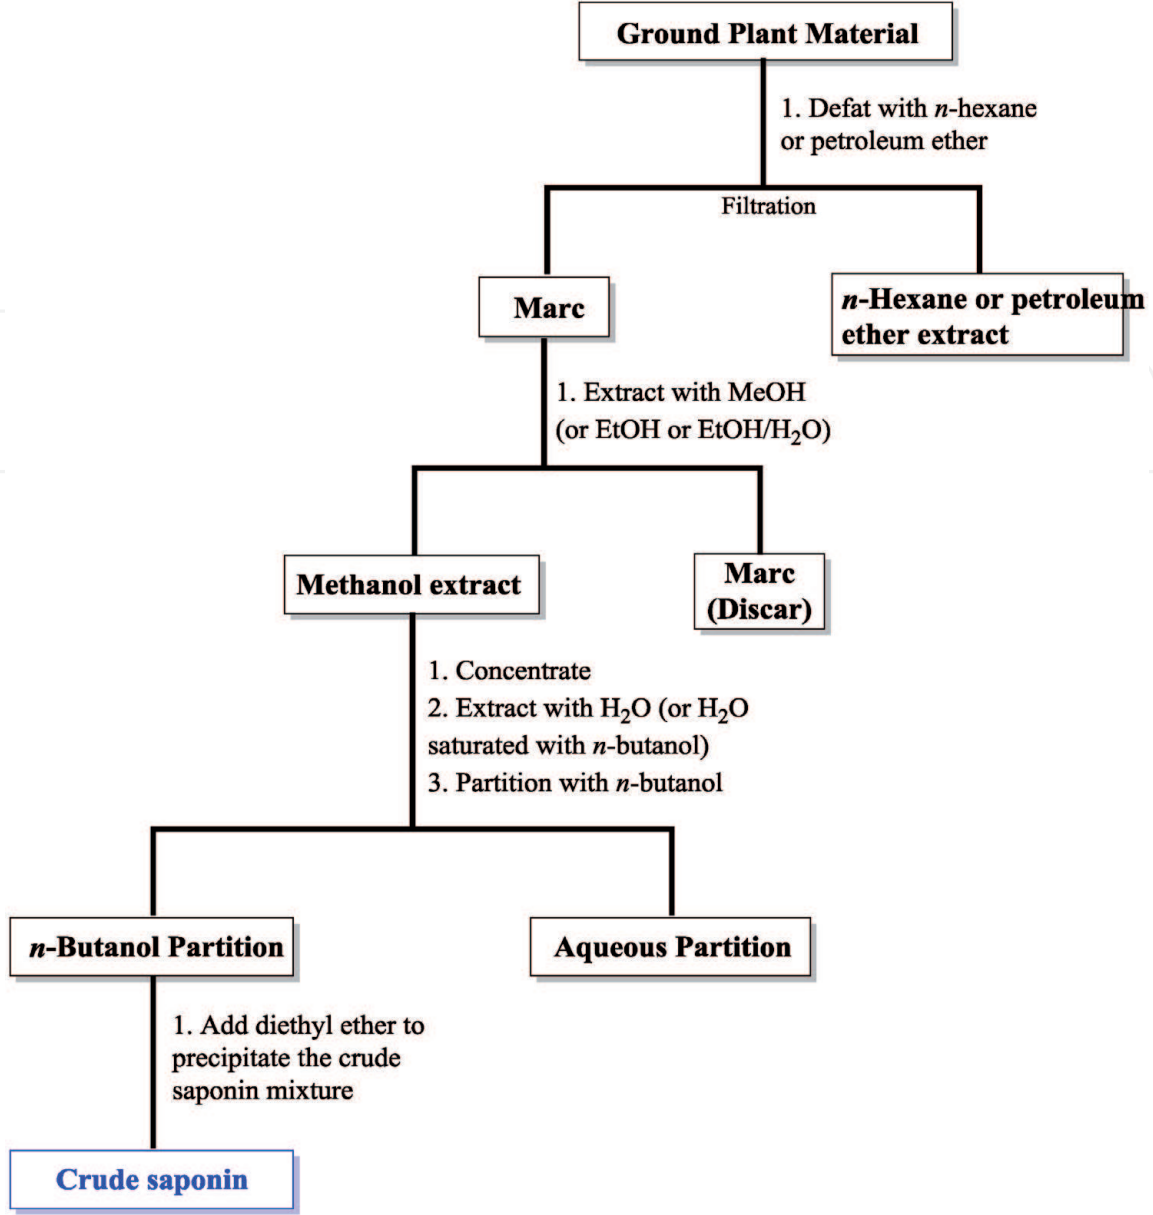 Ground Plant Material
1. Defat with n-hexane
or petroleum ether
Filtration
Marc
n-Hexane or petroleum
ether extract
1. Extract with MeOH
(or EtOH or EtOH/H₂O)
Methanol extract
Marc
(Discar)
1. Concentrate
2. Extract with H₂O (or H₂O
saturated with n-butanol)
3. Partition with n-butanol
n-Butanol Partition
Aqueous Partition
1. Add diethyl ether to
precipitate the crude
saponin mixture
Crude saponin